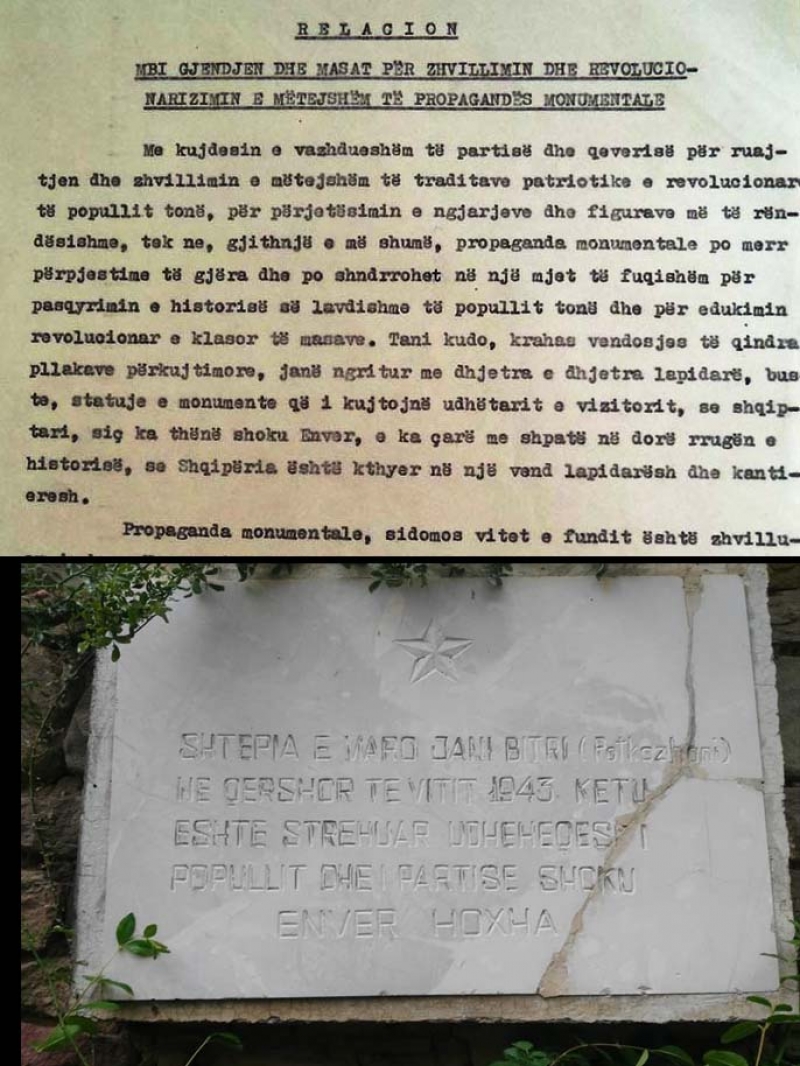 RELACION
MBI GJENDJEN DHE MASAT PËR ZHVILLIMIN DHE REVOLUCIO-
NARIZIMIN E MËTEJSHËM TË PROPAGANDËS MONUMENTALE
Me kujdesin e vazhdueshëm të partisë dhe qeverisë për ruaj-
tjen dhe zhvillimin e mëtejshëm të traditave patriotike e revolucionar
të popullit tonë, për përjetësimin e ngjarjeve dhe figurave më të rën-
dësishme, tek ne, gjithnjë e më shumë, propaganda monumentale po merr
përpjestime të gjëra dhe po shndrrohet në një mjet të fuqishëm për
pasqyrimin e historisë së lavdishme të popullit tonë dhe për edukimin
revolucionar e klasor të masave. Tani kudo, krahas vendosjes të qindra
pllakave përkujtimore, janë ngritur me dhjetra e dhjetra lapidarë, bus
te, statuje e monumente që i kujtojnë udhëtarit e vizitorit, se shqip-
tari, siç ka thënë shoku Enver, e ka çarë me shpatë në dorë rrugën e
historisë, se Shqipëria është kthyer në një vend lapidarësh dhe kanti-
eresh.
Propaganda monumentale, sidomos vitet e fundit është zhvillu-
SHTEPIA E MARO JANI BITRI
NE QERSHOR TE VITIT 1943 KETU
ESHTE STREHUAR UDHEHEQESI I
POPULLIT DHE I PARTISE SHOKU
ENVER HOXHA